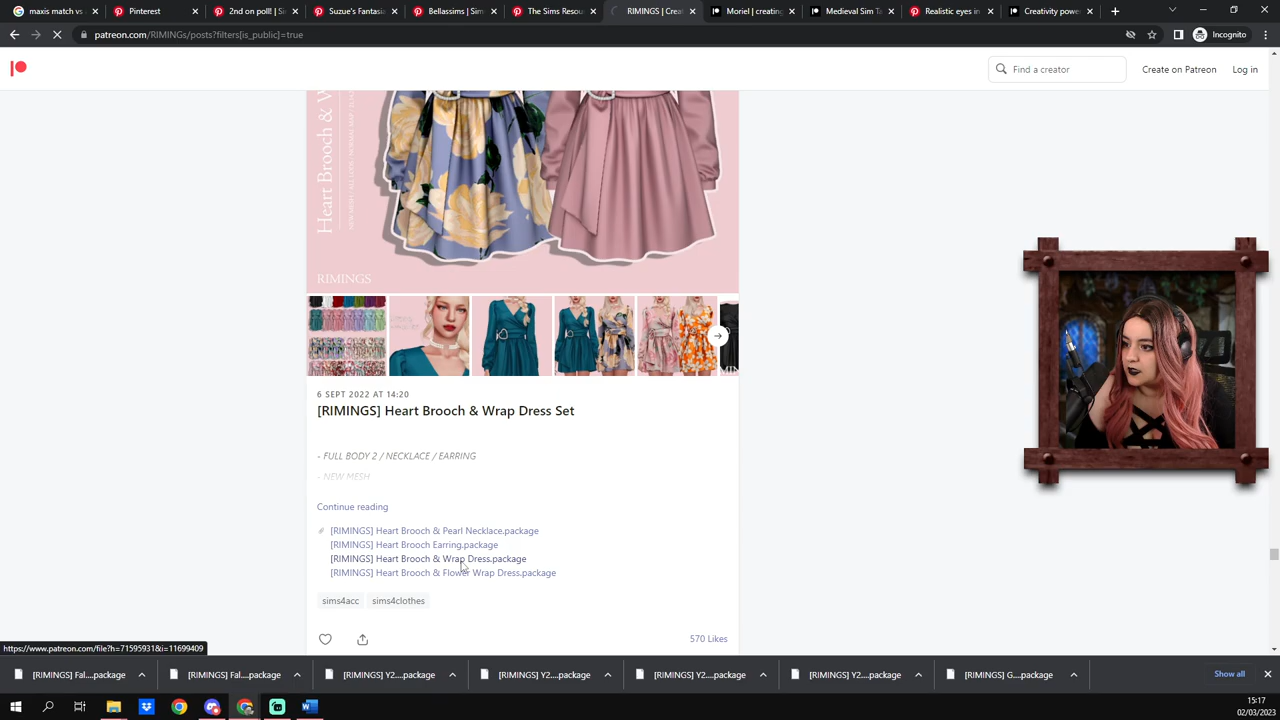 maxis match vs
Pinterest
2nd on poll! | Si
Suzue's Fantasi
Bellassims | Sim
The Sims Resou
RIMINGS | Crea
Moriel | creating
Medieval Sim Ta
Realistic eyes in
Creativity power
patreon.com/RIMINGs/posts?filters[is_public]=true
Incognito
Find a creator
Create on Patreon
Log in
Heart Brooch & W
RIMINGS
6 SEPT 2022 AT 14:20
[RIMINGS] Heart Brooch & Wrap Dress Set
- FULL BODY 2 / NECKLACE / EARRING
- NEW MESH
Continue reading
[RIMINGS] Heart Brooch & Pearl Necklace.package
[RIMINGS] Heart Brooch Earring.package
[RIMINGS] Heart Brooch & Wrap Dress.package
[RIMINGS] Heart Brooch & Flower Wrap Dress.package
sims4acc
sims4clothes
570 Likes
https://www.patreon.com/file?h=71595931&i=11699409
[RIMINGS] Fal....package
[RIMINGS] Fal....package
[RIMINGS] Y2....package
[RIMINGS] Y2....package
[RIMINGS] Y2....package
[RIMINGS] Y2....package
[RIMINGS] G....package
Show all
15:17
02/03/2023